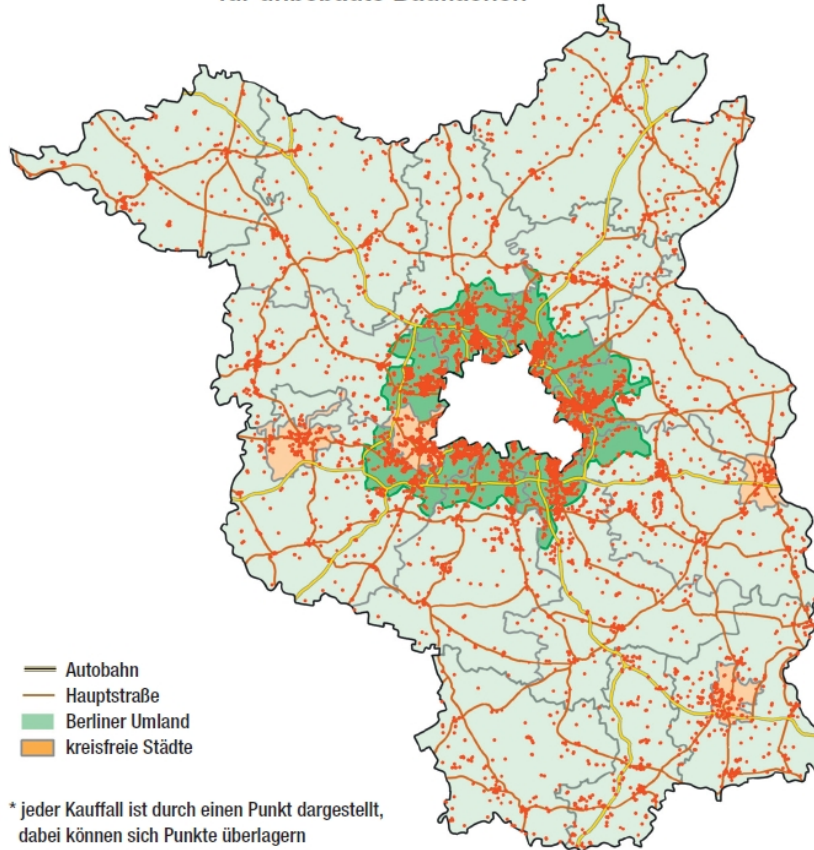 Autobahn
Hauptstraße
Berliner Umland
kreisfreie Städte
* jeder Kauffall ist durch einen Punkt dargestellt,
dabei können sich Punkte überlagern